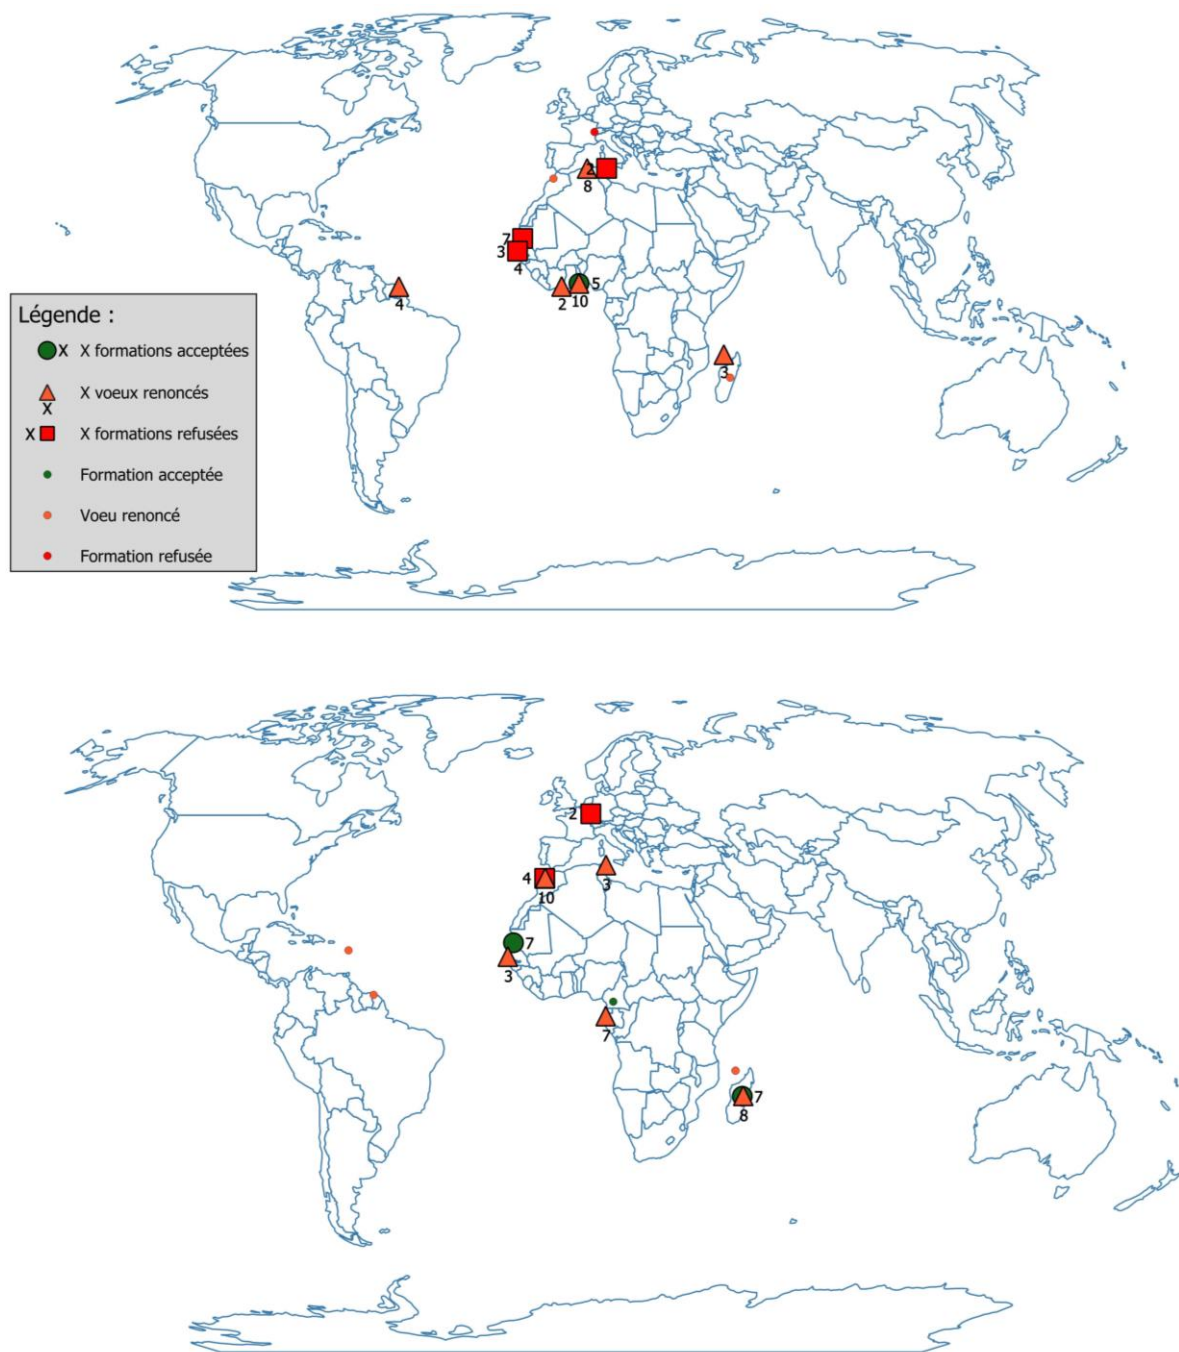 2
8
7
3
4
5
2
10
4
3
Légende :
X X formations acceptées
X voeux renoncés
X
X X formations refusées
Formation acceptée
Voeu renoncé
Formation refusée
2
4
3
10
7
3
7
7
8